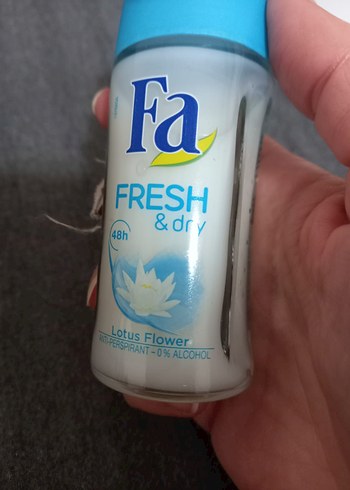 Fa
FRESH
& dry
48h
Lotus Flower
ANTI-PERSPIRANT - 0% ALCOHOL